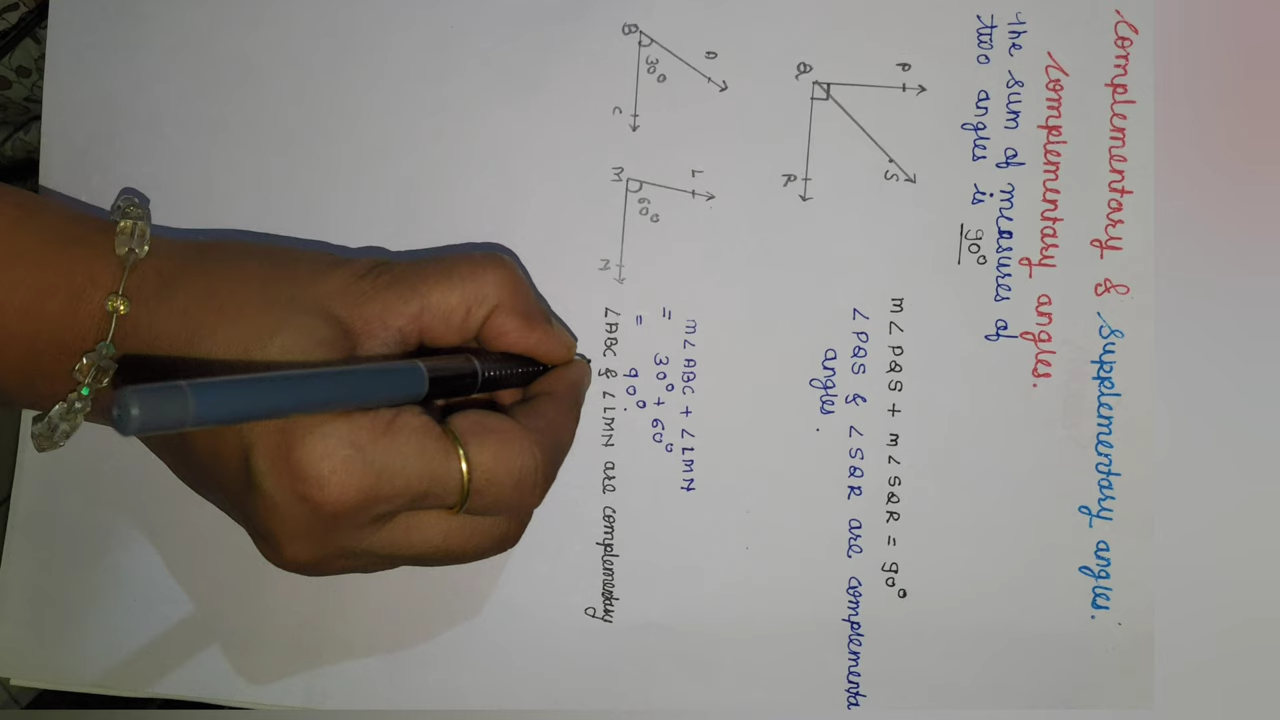 Complementary & Supplementary angles.
Complementary angles.
The sum of measures of
two angles is 90°
P
Q
S
R
m∠PQS + m∠SQR = 90°
∠PQS & ∠SQR are complementa
angles.
B
30°
C
L
M
60°
N
m∠ABC + ∠LMN
= 30° + 60°
= 90°.
∠ABC & ∠LMN are complementary